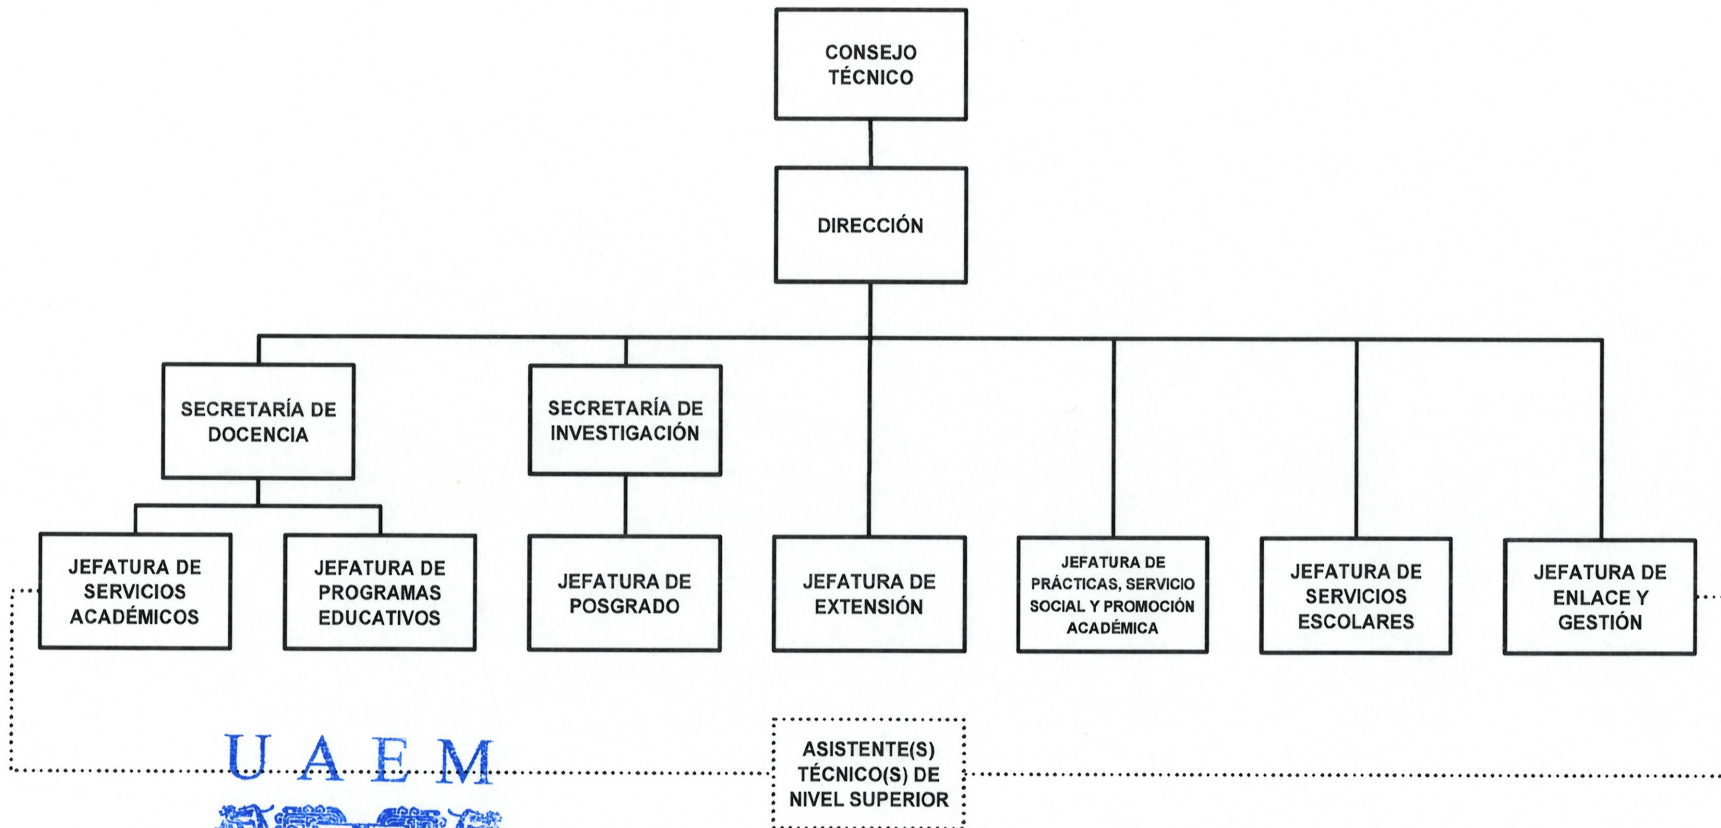 CONSEJO
TÉCNICO
DIRECCIÓN
SECRETARÍA DE
DOCENCIA
SECRETARÍA DE
INVESTIGACIÓN
JEFATURA DE
SERVICIOS
ACADÉMICOS
JEFATURA DE
PROGRAMAS
EDUCATIVOS
JEFATURA DE
POSGRADO
JEFATURA DE
EXTENSIÓN
JEFATURA DE
PRÁCTICAS, SERVICIO
SOCIAL Y PROMOCIÓN
ACADÉMICA
JEFATURA DE
SERVICIOS
ESCOLARES
JEFATURA DE
ENLACE Y
GESTIÓN
UAEM
ASISTENTE(S)
TÉCNICO(S) DE
NIVEL SUPERIOR